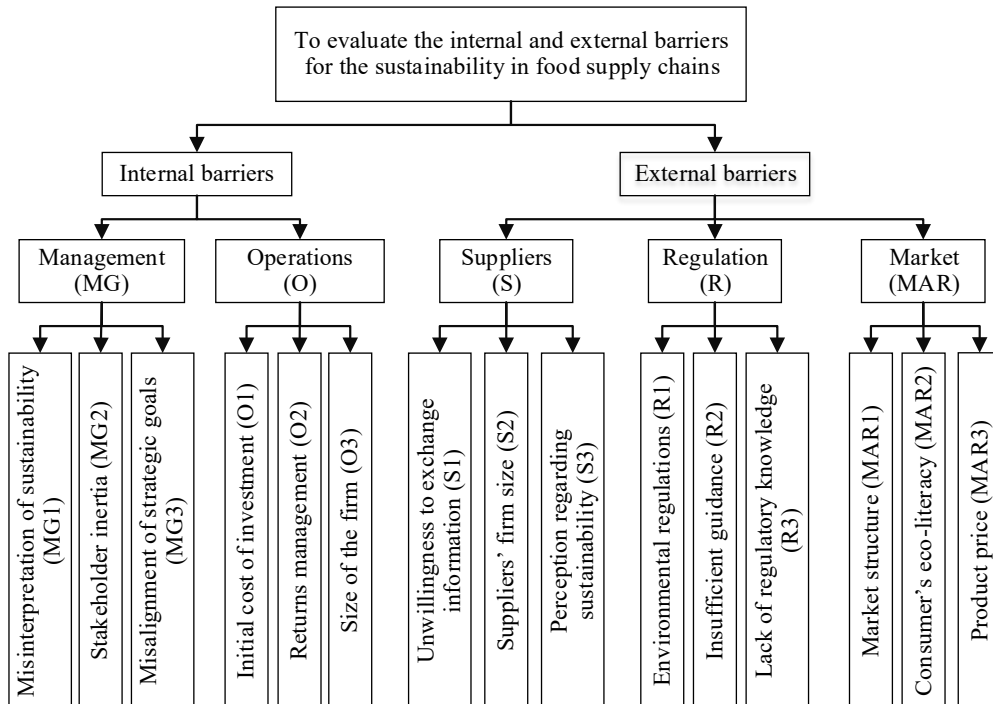 To evaluate the internal and external barriers
for the sustainability in food supply chains
Internal barriers
External barriers
Management
(MG)
Operations
(O)
Suppliers
(S)
Regulation
(R)
Market
(MAR)
Misinterpretation of sustainability
(MG1)
Stakeholder inertia (MG2)
Misalignment of strategic goals
(MG3)
Initial cost of investment (O1)
Returns management (O2)
Size of the firm (O3)
Unwillingness to exchange
information (S1)
Suppliers’ firm size (S2)
Perception regarding
sustainability (S3)
Environmental regulations (R1)
Insufficient guidance (R2)
Lack of regulatory knowledge
(R3)
Market structure (MAR1)
Consumer’s eco-literacy (MAR2)
Product price (MAR3)